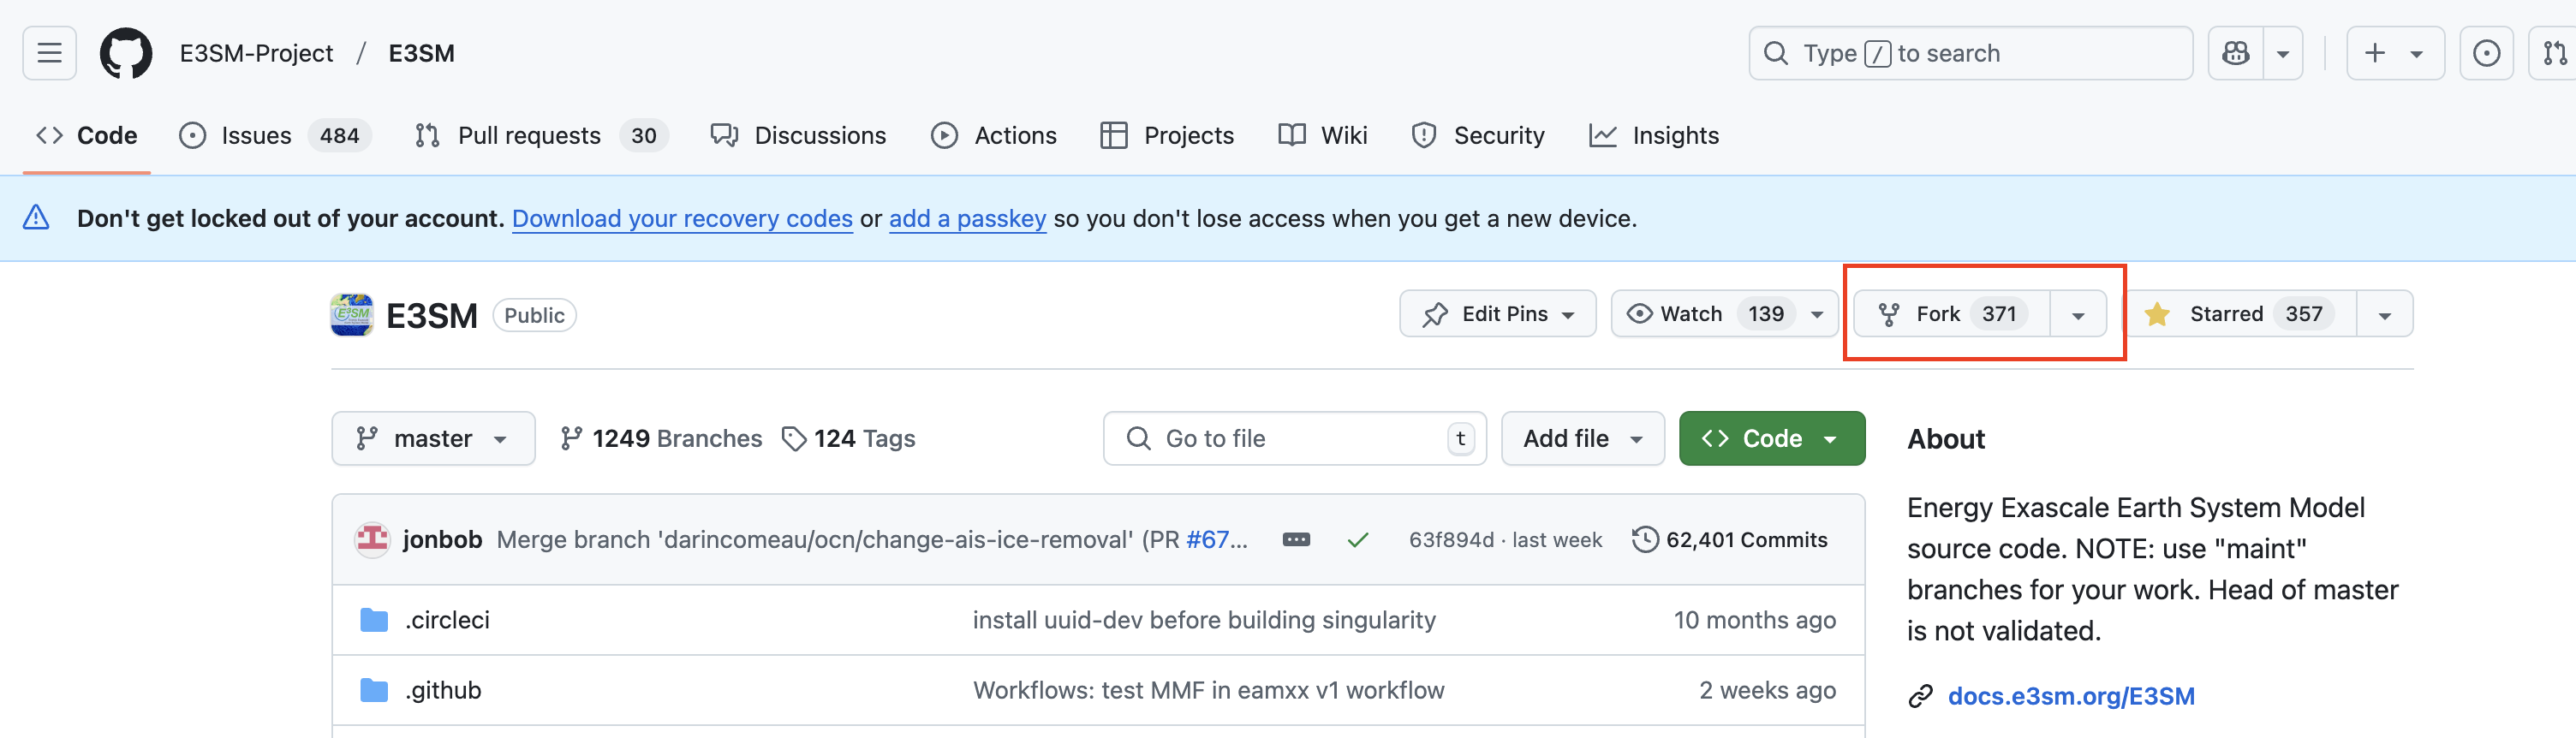 E3SM-Project / E3SM
Type / to search
Code
Issues 484
Pull requests 30
Discussions
Actions
Projects
Wiki
Security
Insights
Don't get locked out of your account. Download your recovery codes or add a passkey so you don't lose access when you get a new device.
E3SM
E3SM Public
Edit Pins
Watch 139
Fork 371
Starred 357
master
1249 Branches
124 Tags
Go to file t
Add file
Code
jonbob Merge branch 'darincomeau/ocn/change-ais-ice-removal' (PR #67...
63f894d · last week
62,401 Commits
.circleci install uuid-dev before building singularity 10 months ago
.github Workflows: test MMF in eamxx v1 workflow 2 weeks ago
About
Energy Exascale Earth System Model
source code. NOTE: use "maint"
branches for your work. Head of master
is not validated.
docs.e3sm.org/E3SM